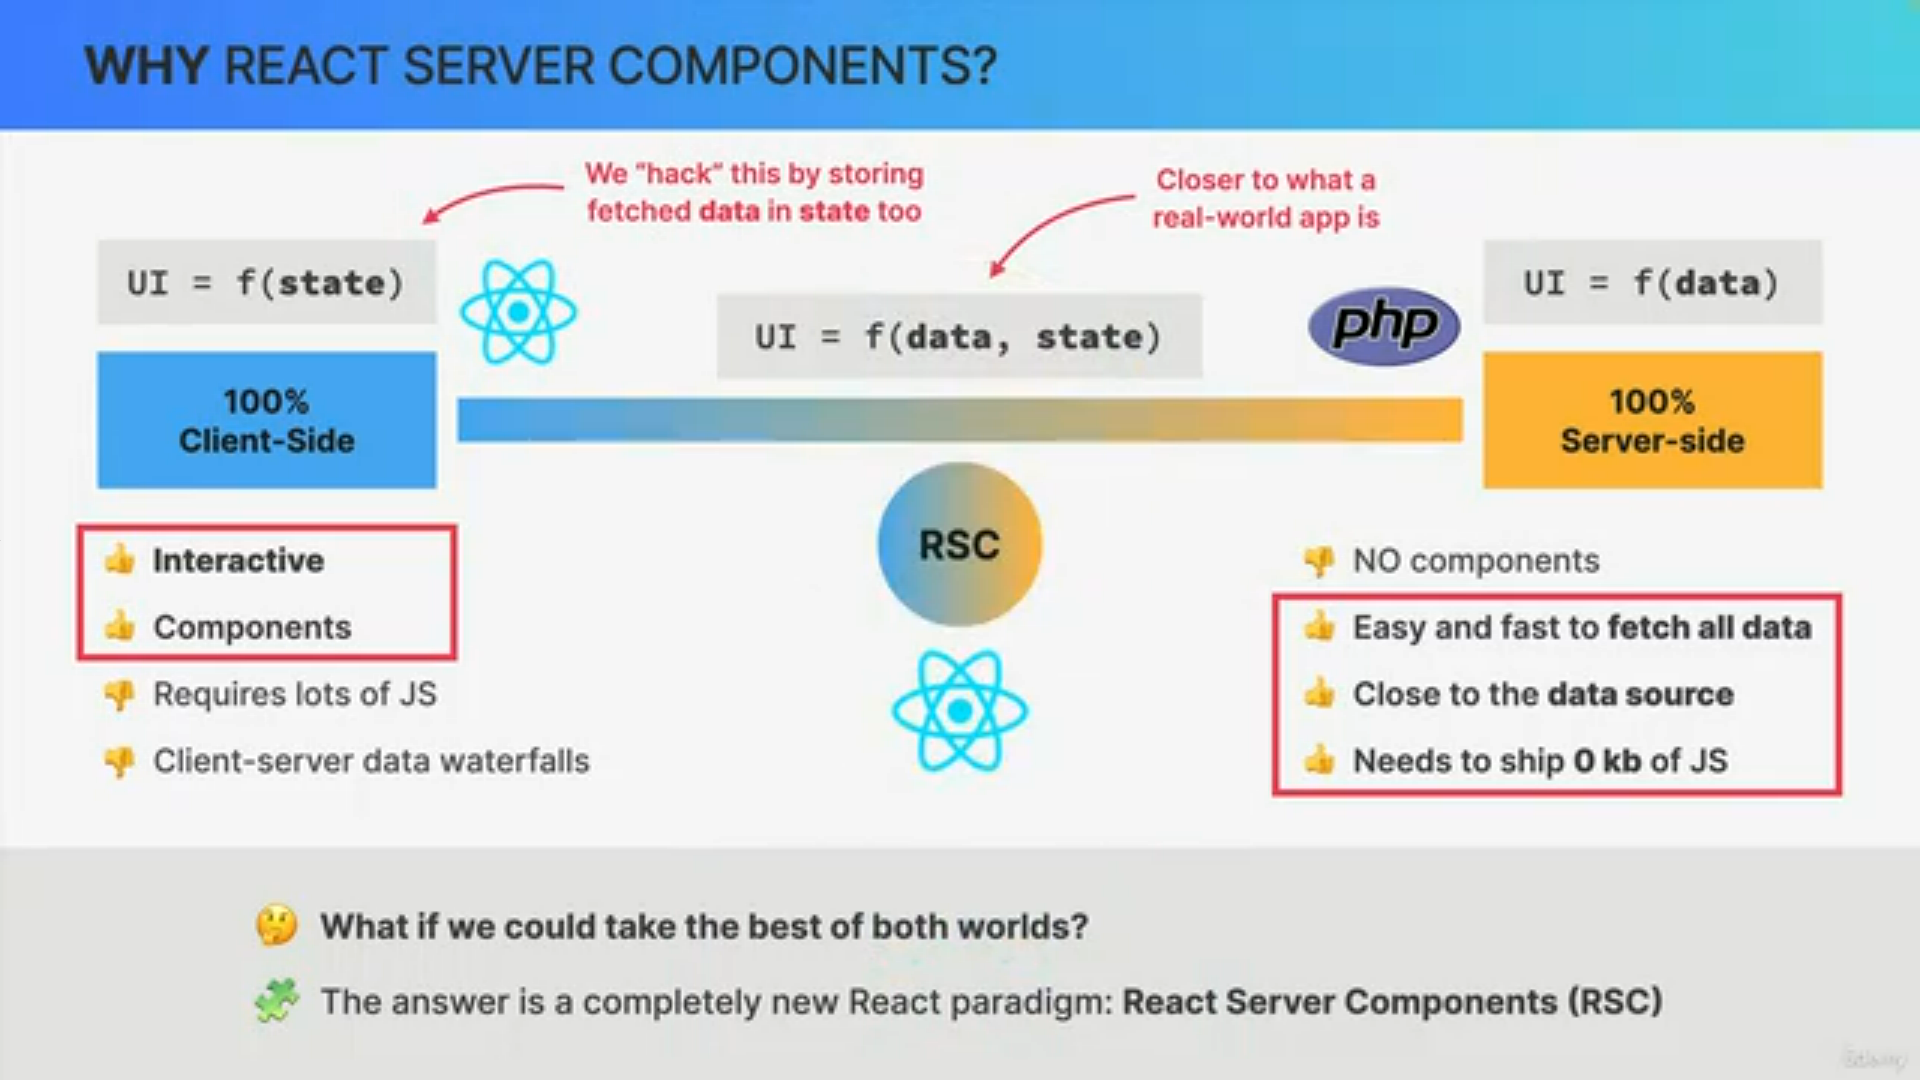 WHY REACT SERVER COMPONENTS?
We "hack" this by storing
fetched data in state too
Closer to what a
real-world app is
UI = f(state)
UI = f(data, state)
php
UI = f(data)
100%
Client-Side
100%
Server-side
RSC
👍 Interactive
👍 Components
👎 Requires lots of JS
👎 Client-server data waterfalls
👎 NO components
👍 Easy and fast to fetch all data
👍 Close to the data source
👍 Needs to ship 0 kb of JS
🤔 What if we could take the best of both worlds?
🧩 The answer is a completely new React paradigm: React Server Components (RSC)
Udemy